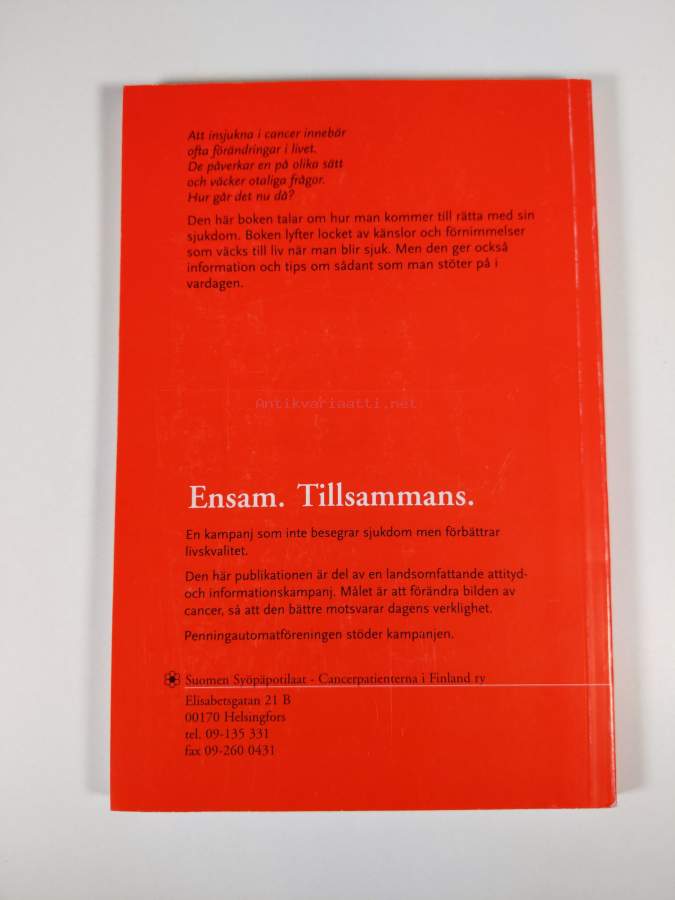 Att insjukna i cancer innebär
ofta förändringar i livet.
De påverkar en på olika sätt
och väcker otaliga frågor.
Hur går det nu då?
Den här boken talar om hur man kommer till rätta med sin
sjukdom. Boken lyfter locket av känslor och förnimmelser
som väcks till liv när man blir sjuk. Men den ger också
information och tips om sådant som man stöter på i
vardagen.
Antikvariaatti.net
Ensam. Tillsammans.
En kampanj som inte besegrar sjukdom men förbättrar
livskvalitet.
Den här publikationen är del av en landsomfattande attityd-
och informationskampanj. Målet är att förändra bilden av
cancer, så att den bättre motsvarar dagens verklighet.
Penningautomatföreningen stöder kampanjen.
Suomen Syöpäpotilaat - Cancerpatienterna i Finland ry
Elisabetsgatan 21 B
00170 Helsingfors
tel. 09-135 331
fax 09-260 0431